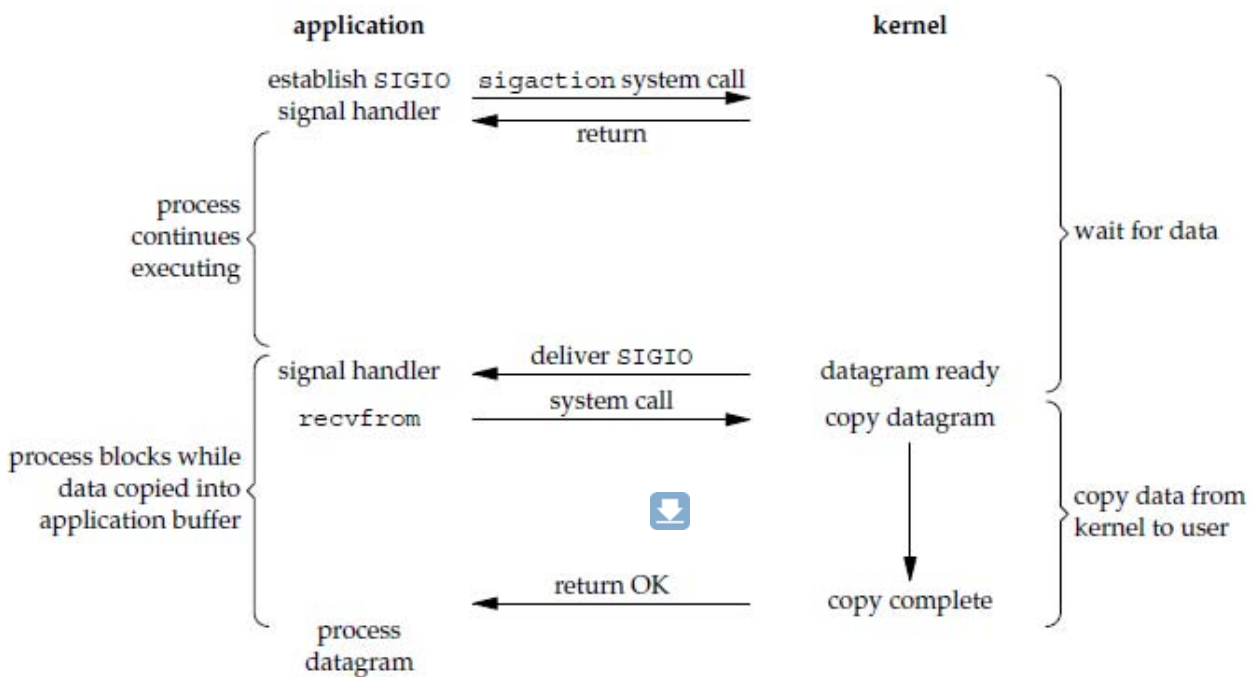 application
kernel
establish SIGIO
signal handler
sigaction system call
return
process
continues
executing
wait for data
signal handler
deliver SIGIO
datagram ready
recvfrom
system call
copy datagram
process blocks while
data copied into
application buffer
copy data from
kernel to user
return OK
copy complete
process
datagram